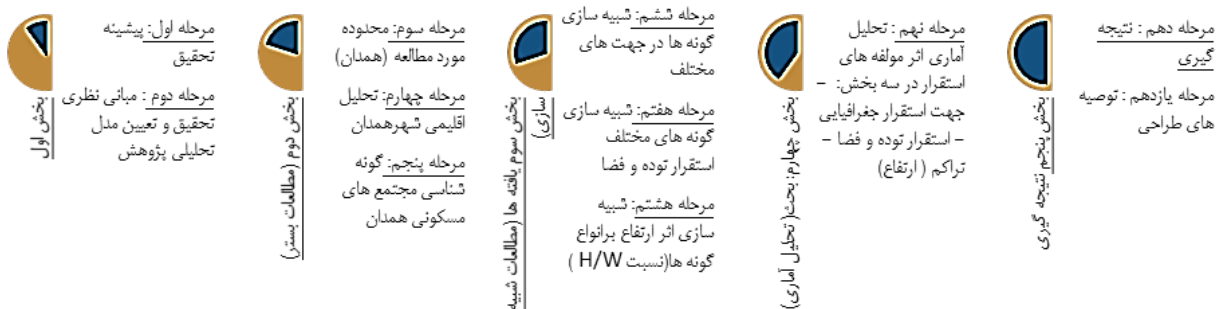 بخش اول
مرحله اول: پیشینه
تحقیق
مرحله دوم : مبانی نظری
تحقیق و تعیین مدل
تحلیلی پژوهش
بخش دوم (مطالعات بستر)
مرحله سوم: محدوده
مورد مطالعه (همدان)
مرحله چهارم: تحلیل
اقلیمی شهرهمدان
مرحله پنجم: گونه
شناسی مجتمع های
مسکونی همدان
بخش سوم یافته ها (مطالعات شبیه
سازی)
مرحله ششم: شبیه سازی
گونه ها در جهت های
مختلف
مرحله هفتم: شبیه سازی
گونه های مختلف
استقرار توده و فضا
مرحله هشتم: شبیه
سازی اثر ارتفاع برانواع
گونه ها(نسبت H/W )
بخش چهارم: بحث( تحلیل آماری)
مرحله نهم : تحلیل
آماری اثر مولفه های
استقرار در سه بخش: -
جهت استقرار جغرافیایی
- استقرار توده و فضا -
تراکم ( ارتفاع)
بخش پنجم نتیجه گیری
مرحله دهم : نتیجه
گیری
مرحله یازدهم : توصیه
های طراحی